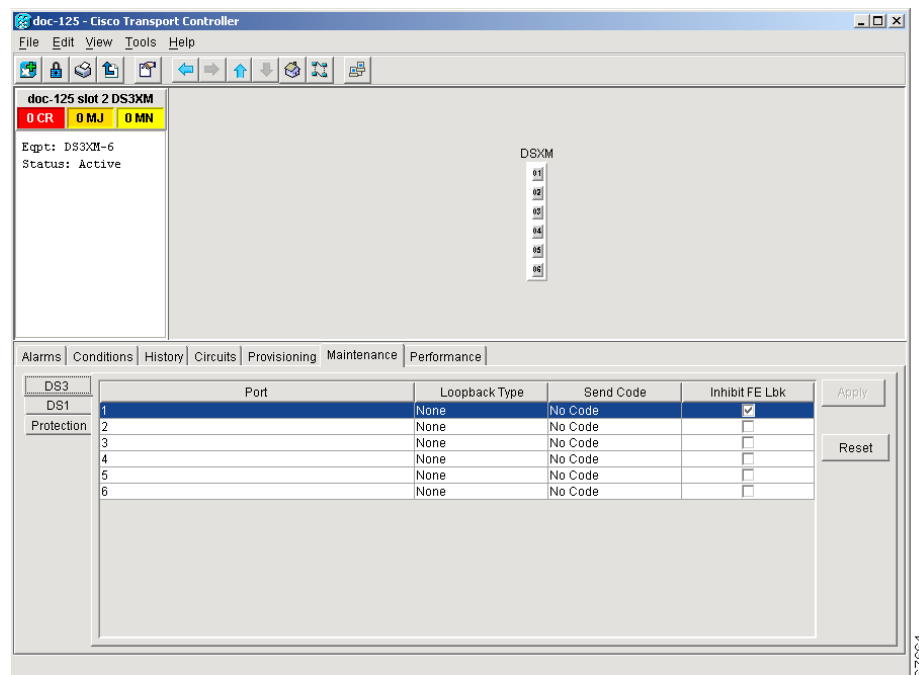 doc-125 - Cisco Transport Controller
File Edit View Tools Help
doc-125 slot 2 DS3XM
0 CR 0 MJ 0 MN
Eqpt: DS3XM-6
Status: Active
DSXM
01
02
03
04
05
06
Alarms Conditions History Circuits Provisioning Maintenance Performance
DS3
DS1
Protection
Port Loopback Type Send Code Inhibit FE Lbk
1 None No Code
2 None No Code
3 None No Code
4 None No Code
5 None No Code
6 None No Code
Apply
Reset